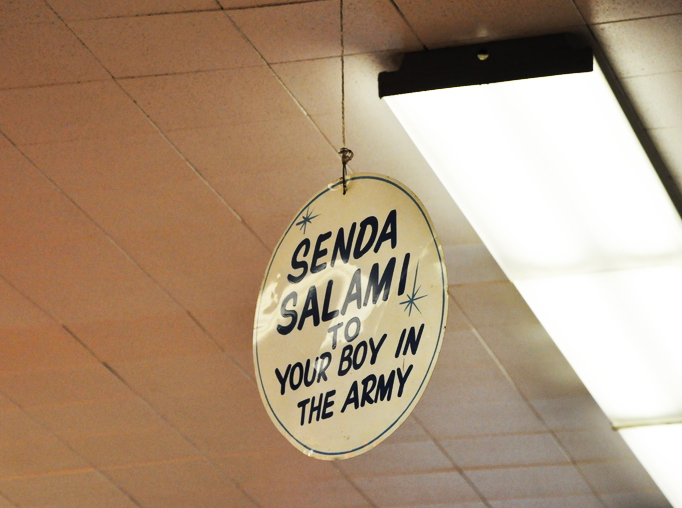 SENDA
SALAMI
TO
YOUR BOY IN
THE ARMY